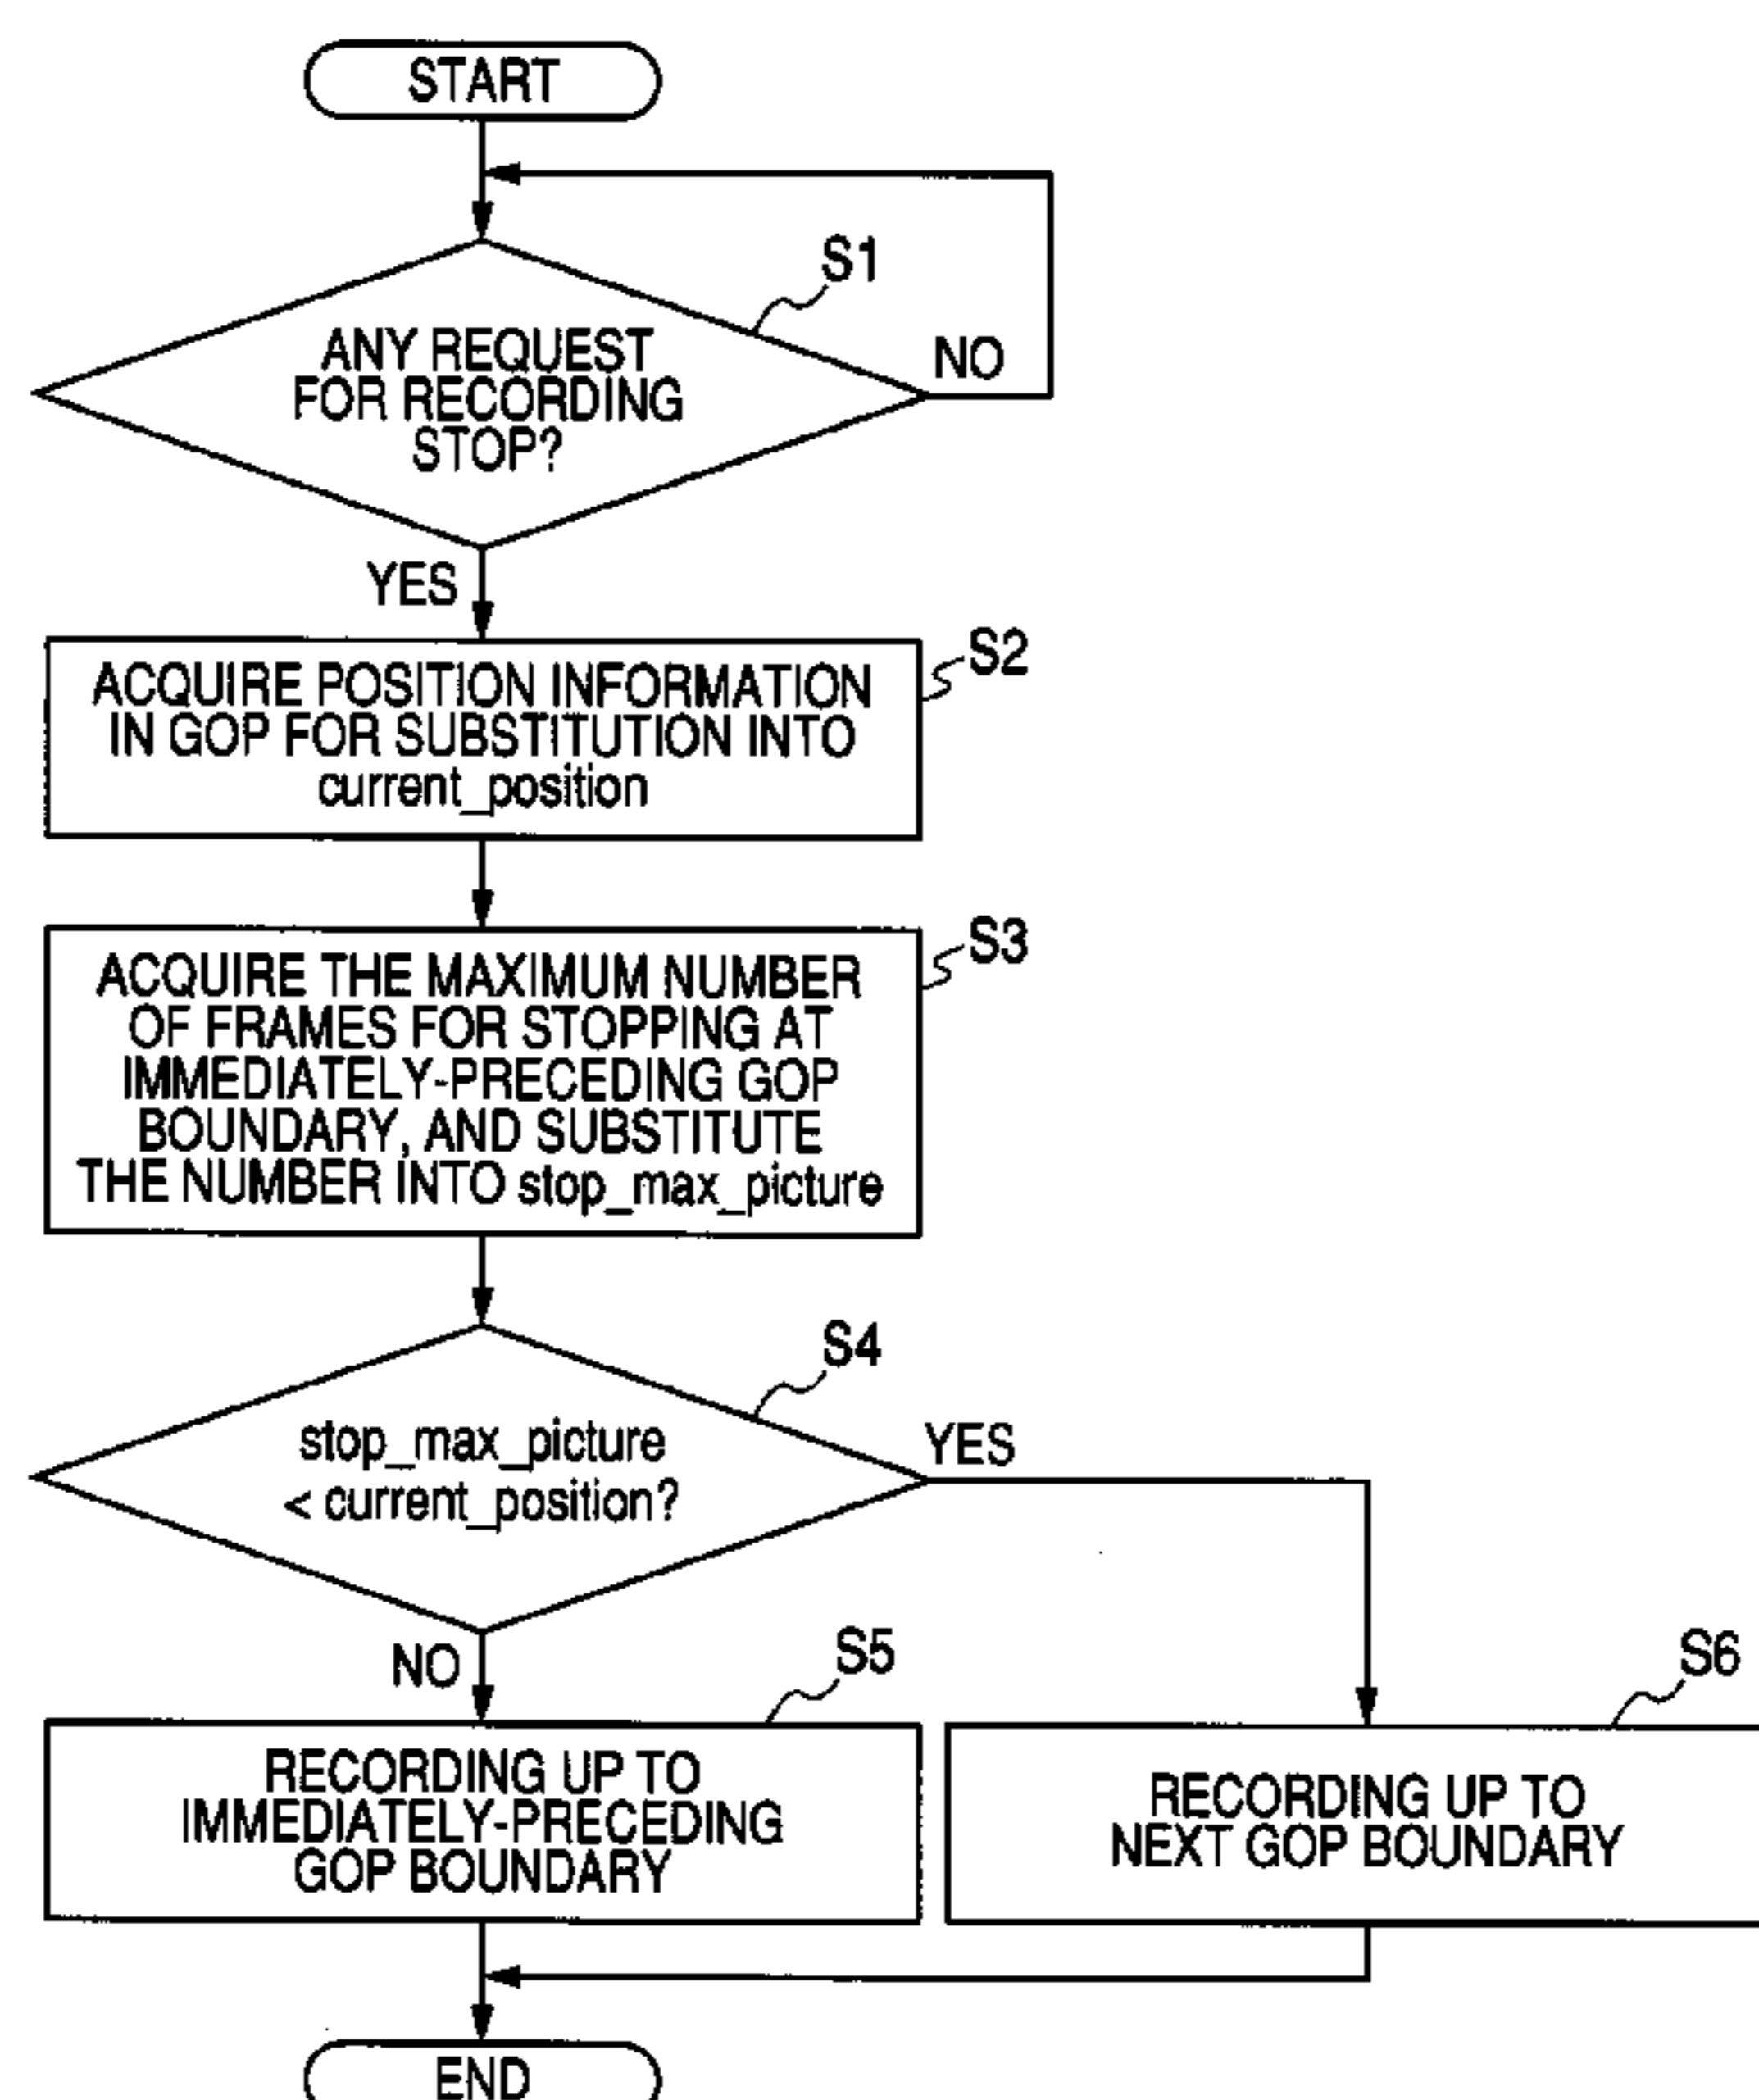 START
S1
ANY REQUEST
FOR RECORDING
STOP?
NO
YES
S2
ACQUIRE POSITION INFORMATION
IN GOP FOR SUBSTITUTION INTO
current_position
S3
ACQUIRE THE MAXIMUM NUMBER
OF FRAMES FOR STOPPING AT
IMMEDIATELY-PRECEDING GOP
BOUNDARY, AND SUBSTITUTE
THE NUMBER INTO stop_max_picture
S4
stop_max_picture
< current_position?
YES
NO
S5
RECORDING UP TO
IMMEDIATELY-PRECEDING
GOP BOUNDARY
S6
RECORDING UP TO
NEXT GOP BOUNDARY
END